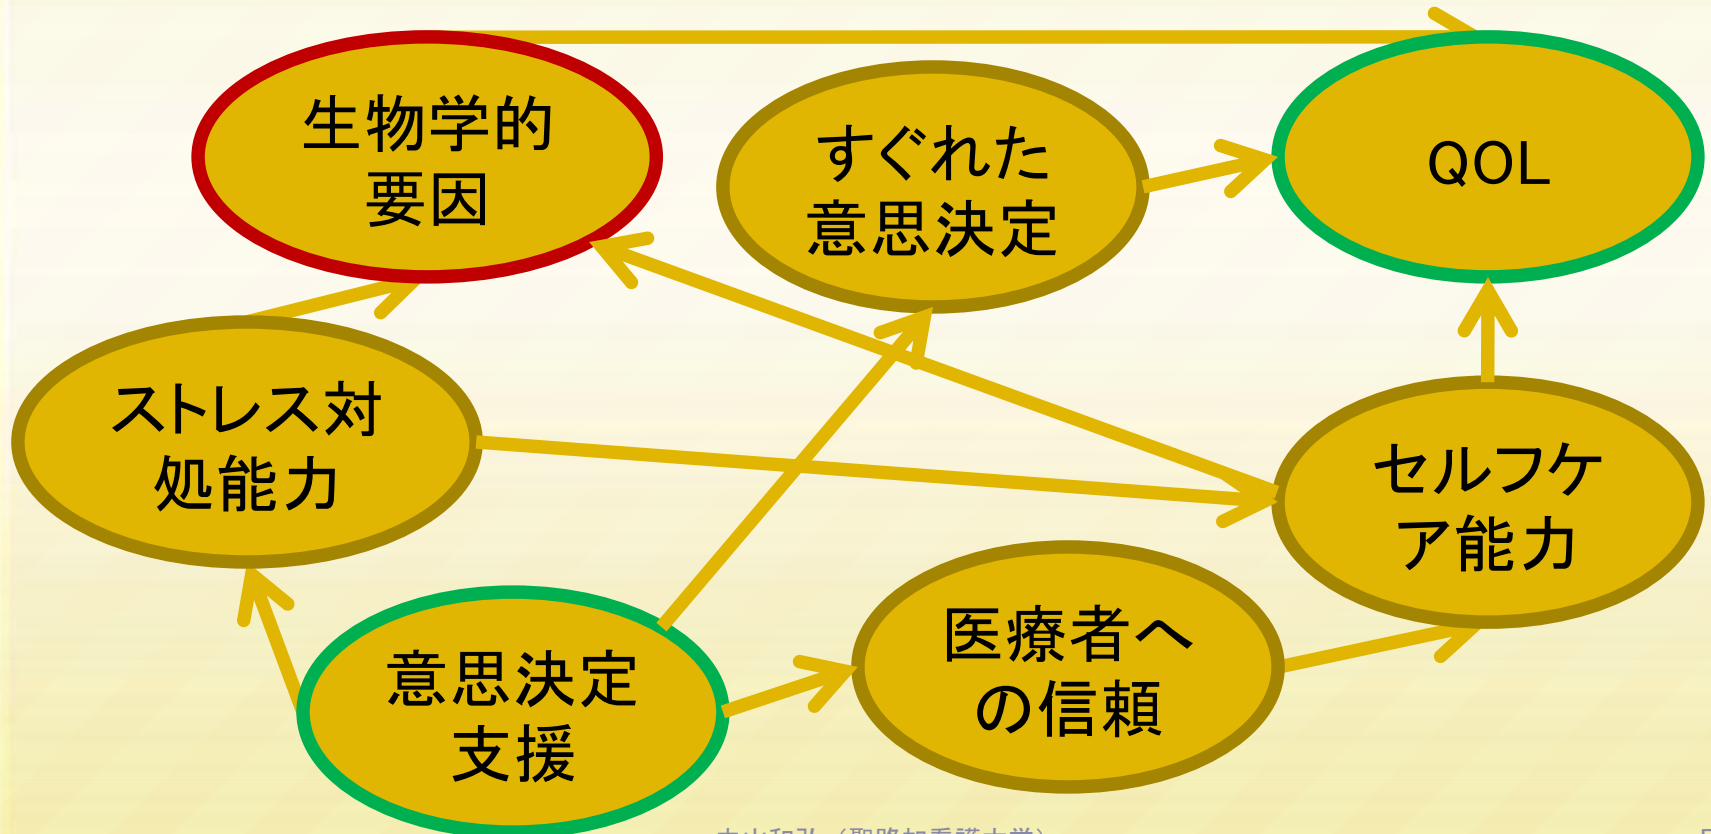 生物学的
要因
すぐれた
意思決定
QOL
ストレス対
処能力
セルフケ
ア能力
意思決定
支援
医療者へ
の信頼